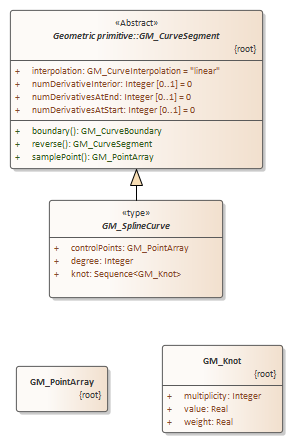 «Abstract»
Geometric primitive::GM_CurveSegment
{root}
+ interpolation: GM_CurveInterpolation = "linear"
+ numDerivativeInterior: Integer [0..1] = 0
+ numDerivativesAtEnd: Integer [0..1] = 0
+ numDerivativesAtStart: Integer [0..1] = 0
+ boundary(): GM_CurveBoundary
+ reverse(): GM_CurveSegment
+ samplePoint(): GM_PointArray
«type»
GM_SplineCurve
+ controlPoints: GM_PointArray
+ degree: Integer
+ knot: Sequence<GM_Knot>
GM_PointArray
{root}
GM_Knot
{root}
+ multiplicity: Integer
+ value: Real
+ weight: Real